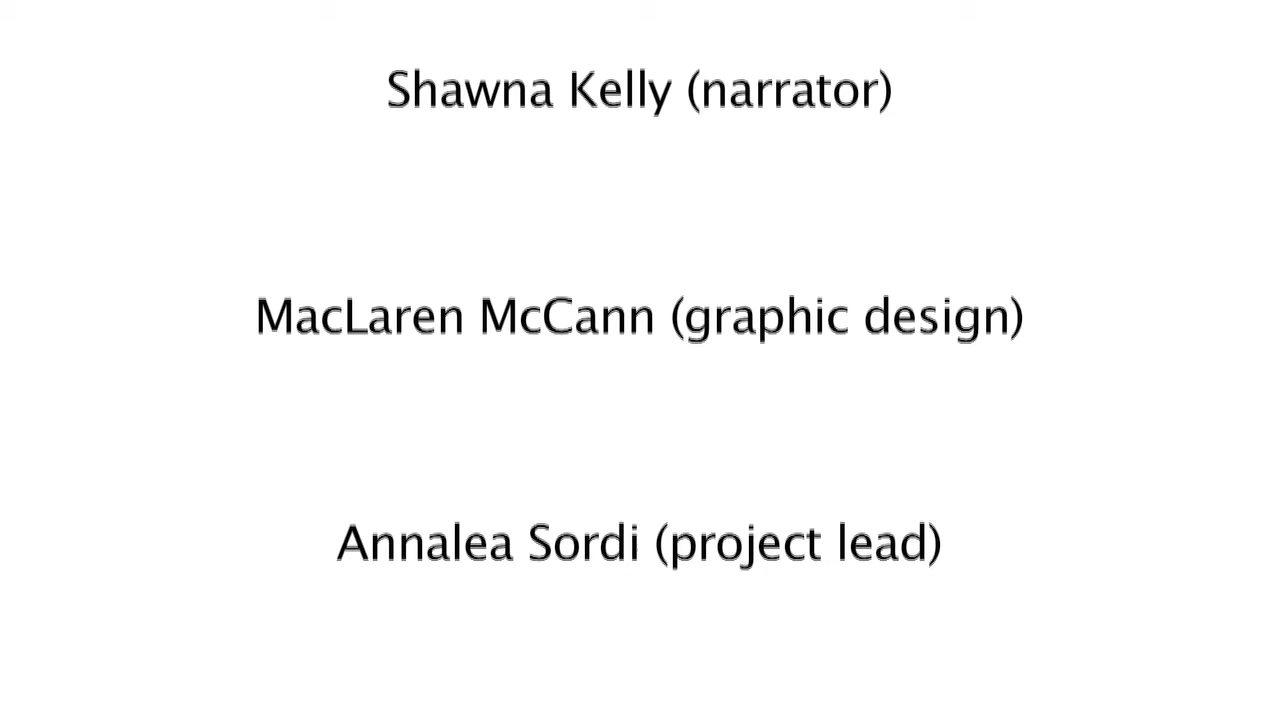 Shawna Kelly (narrator)
MacLaren McCann (graphic design)
Annalea Sordi (project lead)